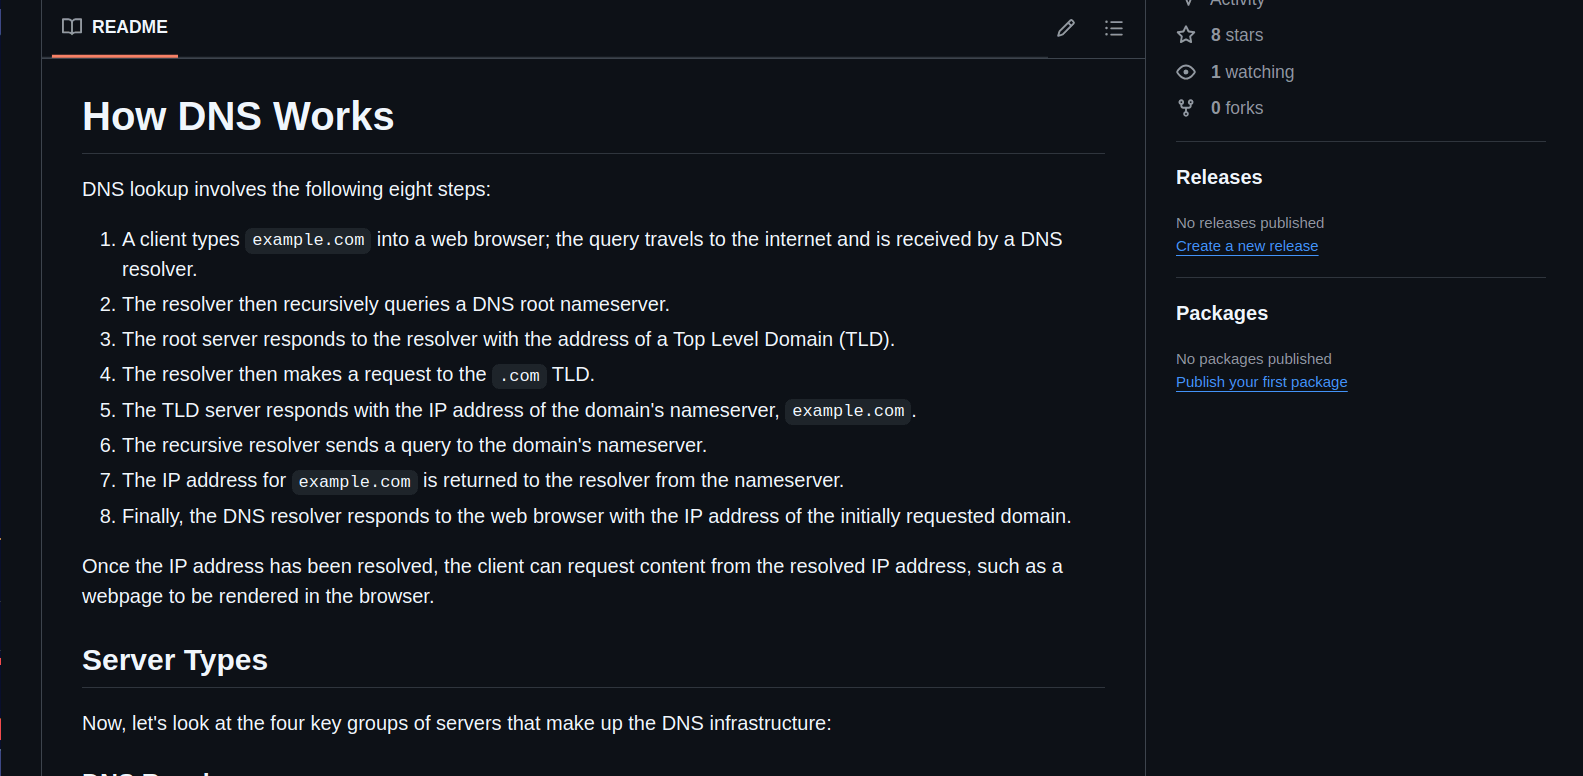 README
How DNS Works
DNS lookup involves the following eight steps:
1. A client types example.com into a web browser; the query travels to the internet and is received by a DNS
resolver.
2. The resolver then recursively queries a DNS root nameserver.
3. The root server responds to the resolver with the address of a Top Level Domain (TLD).
4. The resolver then makes a request to the .com TLD.
5. The TLD server responds with the IP address of the domain's nameserver, example.com.
6. The recursive resolver sends a query to the domain's nameserver.
7. The IP address for example.com is returned to the resolver from the nameserver.
8. Finally, the DNS resolver responds to the web browser with the IP address of the initially requested domain.
Once the IP address has been resolved, the client can request content from the resolved IP address, such as a
webpage to be rendered in the browser.
Server Types
Now, let's look at the four key groups of servers that make up the DNS infrastructure:
Activity
8 stars
1 watching
0 forks
Releases
No releases published
Create a new release
Packages
No packages published
Publish your first package